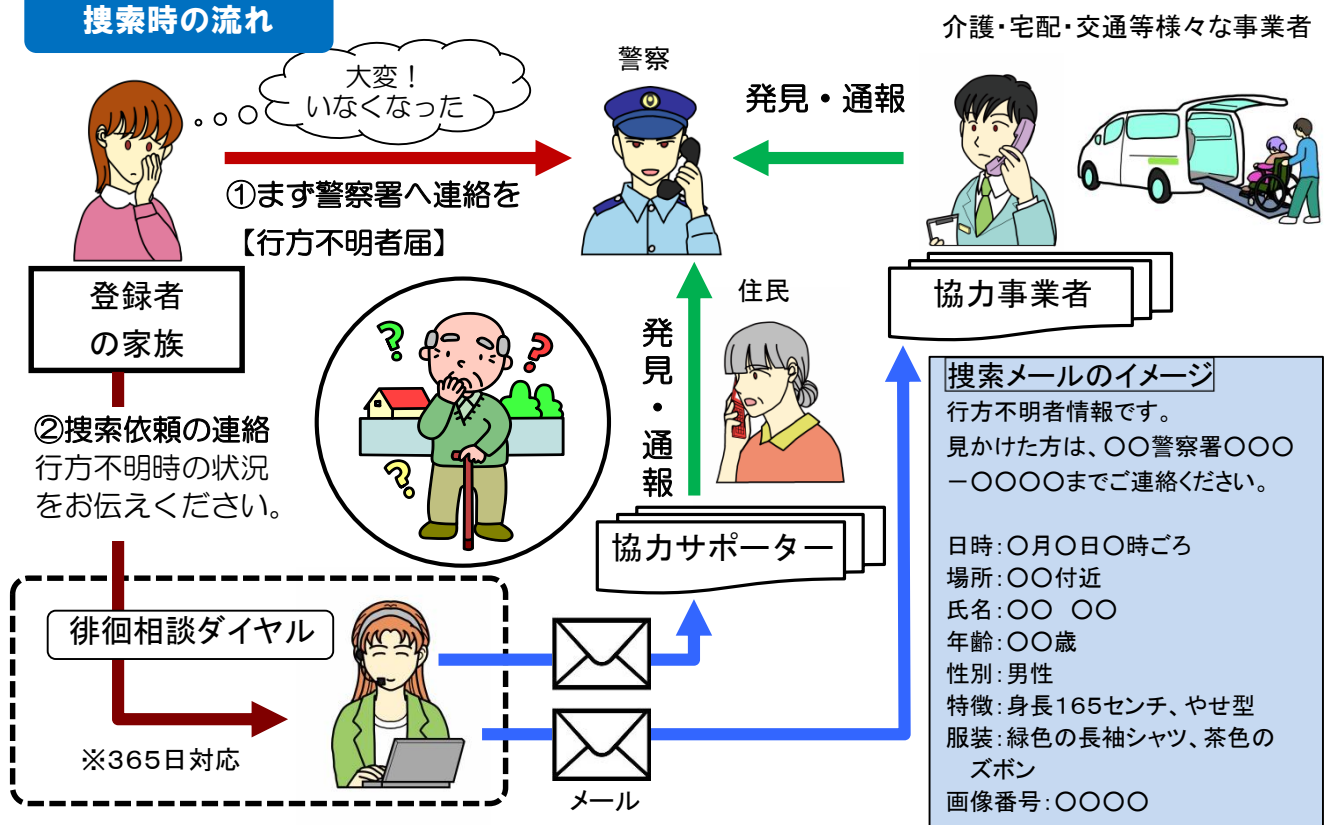 捜索時の流れ
大変！
いなくなった
警察
介護・宅配・交通等様々な事業者
発見・通報
①まず警察署へ連絡を
【行方不明者届】
登録者
の家族
住民
発見・通報
協力事業者
②捜索依頼の連絡
行方不明時の状況
をお伝えください。
?
?
?
協力サポーター
徘徊相談ダイヤル
※365日対応
メール
捜索メールのイメージ
行方不明者情報です。
見かけた方は、〇〇警察署〇〇〇
－〇〇〇〇までご連絡ください。
日時：〇月〇日〇時ごろ
場所：〇〇付近
氏名：〇〇　〇〇
年齢：〇〇歳
性別：男性
特徴：身長165センチ、やせ型
服装：緑色の長袖シャツ、茶色の
ズボン
画像番号：〇〇〇〇